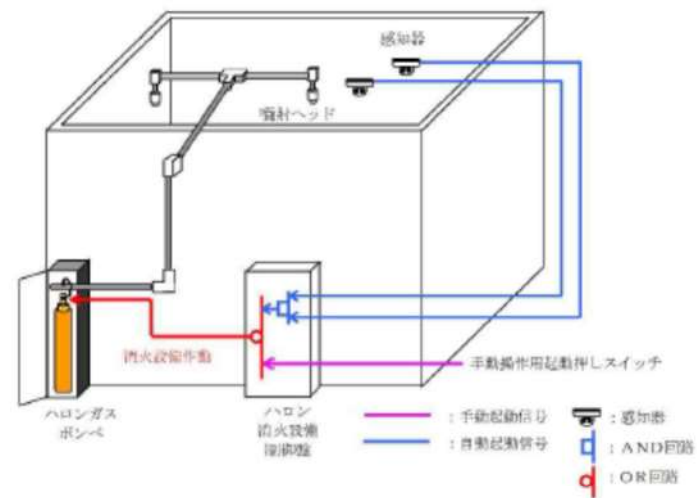 感知器
噴射ヘッド
消火設備作動
手動操作用起動押しスイッチ
ハロンガス
ボンベ
ハロン
消火設備
制御盤
：手動起動信号
：自動起動信号
：感知器
：AND回路
：OR回路